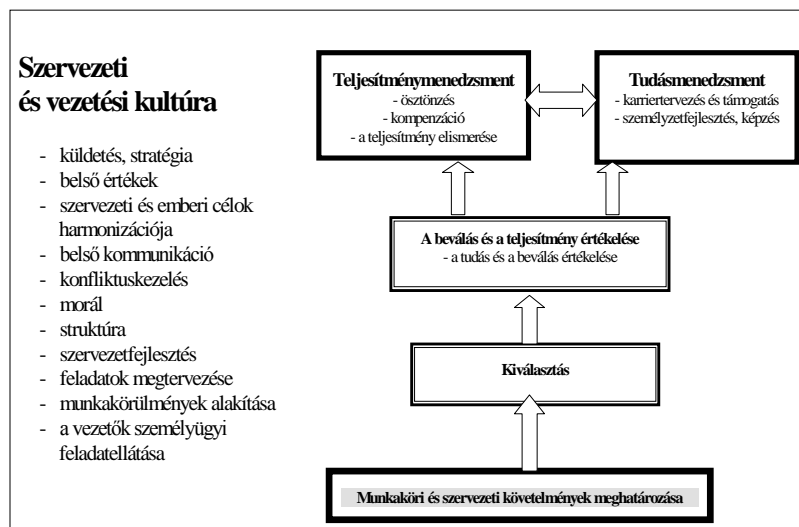 Szervezeti
és vezetési kultúra
- küldetés, stratégia
- belső értékek
- szervezeti és emberi célok
harmonizációja
- belső kommunikáció
- konfliktuskezelés
- morál
- struktúra
- szervezetfejlesztés
- feladatok megtervezése
- munkakörülmények alakítása
- a vezetők személyügyi
feladatellátása
Teljesítménymenedzsment
- ösztönzés
- kompenzáció
- a teljesítmény elismerése
Tudásmenedzsment
- karriertervezés és támogatás
- személyzetfejlesztés, képzés
A beválás és a teljesítmény értékelése
- a tudás és a beválás értékelése
Kiválasztás
Munkaköri és szervezeti követelmények meghatározása